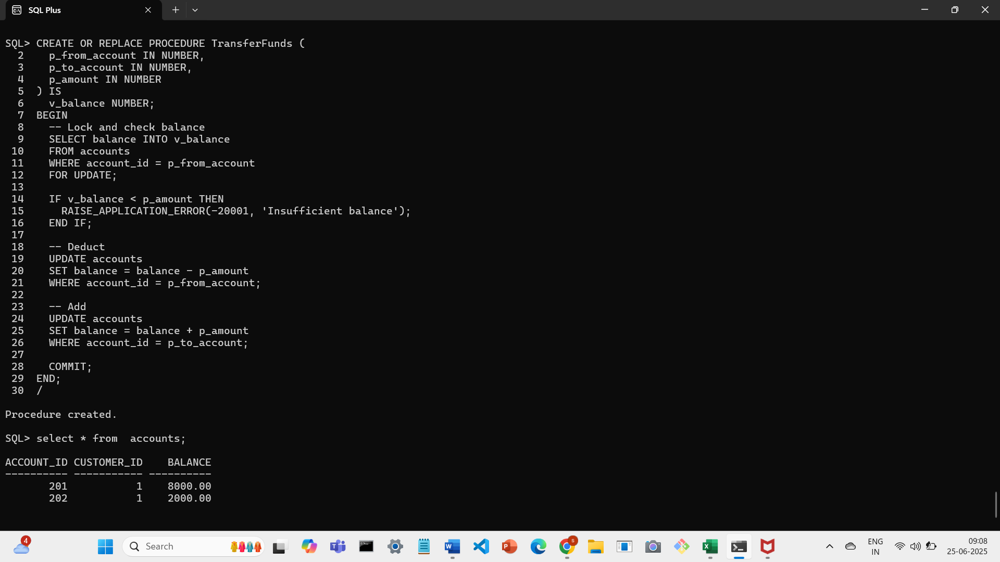 SQL Plus
SQL> CREATE OR REPLACE PROCEDURE TransferFunds (
  2    p_from_account IN NUMBER,
  3    p_to_account IN NUMBER,
  4    p_amount IN NUMBER
  5  ) IS
  6    v_balance NUMBER;
  7  BEGIN
  8    -- Lock and check balance
  9    SELECT balance INTO v_balance
 10    FROM accounts
 11    WHERE account_id = p_from_account
 12    FOR UPDATE;
 13
 14    IF v_balance < p_amount THEN
 15      RAISE_APPLICATION_ERROR(-20001, 'Insufficient balance');
 16    END IF;
 17
 18    -- Deduct
 19    UPDATE accounts
 20    SET balance = balance - p_amount
 21    WHERE account_id = p_from_account;
 22
 23    -- Add
 24    UPDATE accounts
 25    SET balance = balance + p_amount
 26    WHERE account_id = p_to_account;
 27
 28    COMMIT;
 29  END;
 30  /
Procedure created.
SQL> select * from  accounts;
ACCOUNT_ID CUSTOMER_ID    BALANCE
---------- ----------- ----------
       201           1    8000.00
       202           1    2000.00
4
Search
ENG
IN
09:08
25-06-2025